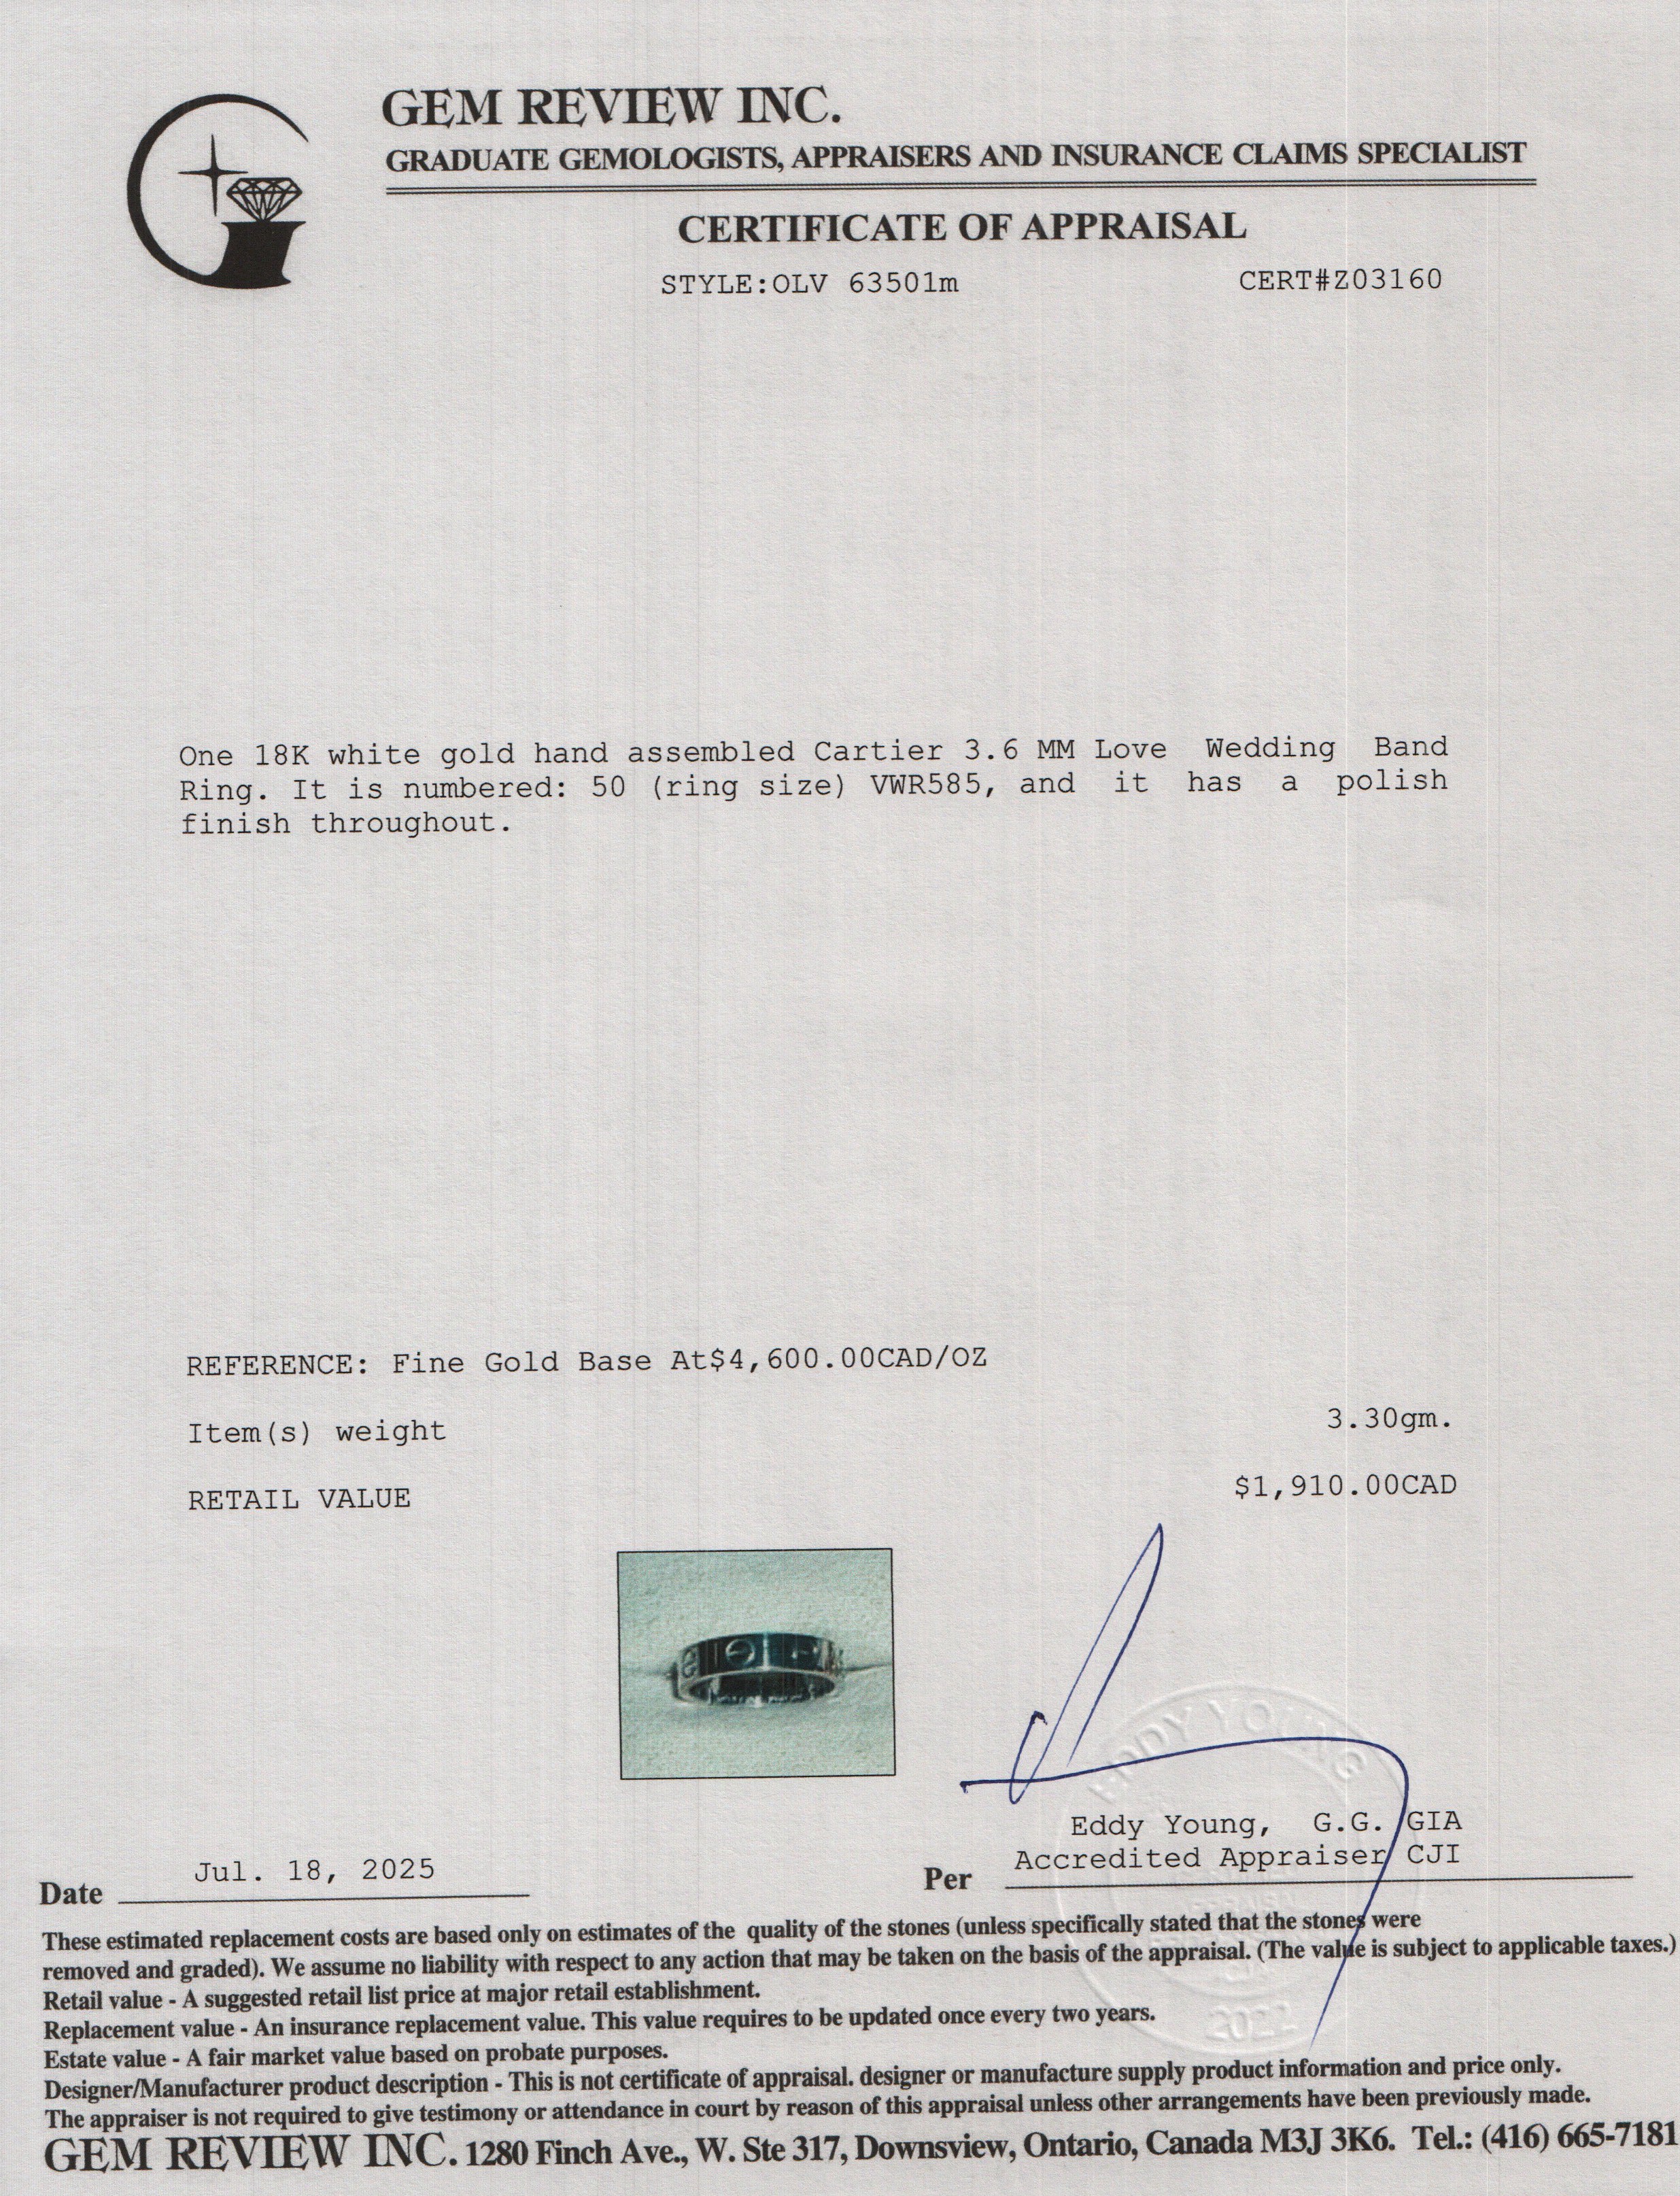 GEM REVIEW INC.
GRADUATE GEMOLOGISTS, APPRAISERS AND INSURANCE CLAIMS SPECIALIST
CERTIFICATE OF APPRAISAL
STYLE:OLV 63501m CERT#Z03160
One 18K white gold hand assembled Cartier 3.6 MM Love Wedding Band
Ring. It is numbered: 50 (ring size) VWR585, and it has a polish
finish throughout.
REFERENCE: Fine Gold Base At$4,600.00CAD/OZ
Item(s) weight 3.30gm.
RETAIL VALUE $1,910.00CAD
EDDY YOUNG
Eddy Young, G.G. GIA
Accredited Appraiser CJI
Date Jul. 18, 2025 Per
These estimated replacement costs are based only on estimates of the quality of the stones (unless specifically stated that the stones were
removed and graded). We assume no liability with respect to any action that may be taken on the basis of the appraisal. (The value is subject to applicable taxes.)
Retail value - A suggested retail list price at major retail establishment.
Replacement value - An insurance replacement value. This value requires to be updated once every two years.
2022
Estate value - A fair market value based on probate purposes.
Designer/Manufacturer product description - This is not certificate of appraisal. designer or manufacture supply product information and price only.
The appraiser is not required to give testimony or attendance in court by reason of this appraisal unless other arrangements have been previously made.
GEM REVIEW INC. 1280 Finch Ave., W. Ste 317, Downsview, Ontario, Canada M3J 3K6. Tel.: (416) 665-7181